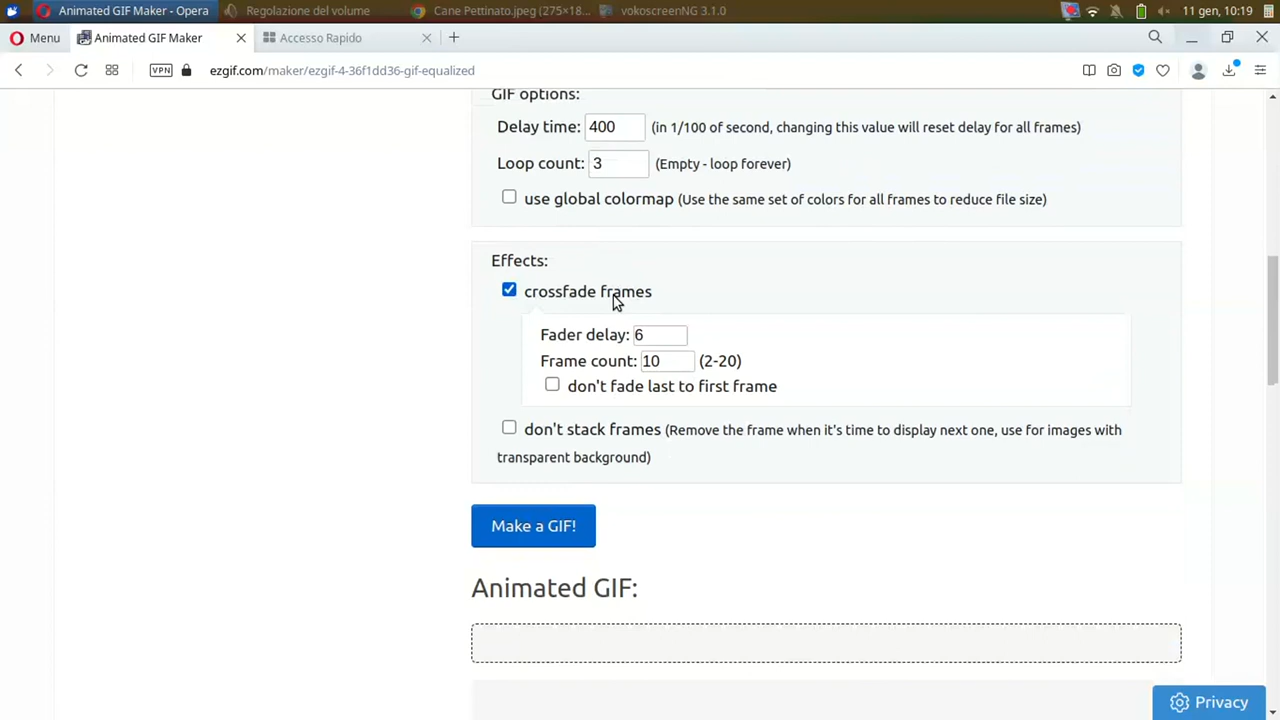 Animated GIF Maker - Opera
Regolazione del volume
Cane Pettinato.jpeg (275×18...
vokoscreenNG 3.1.0
11 gen, 10:19
Menu
Animated GIF Maker
Accesso Rapido
VPN
ezgif.com/maker/ezgif-4-36f1dd36-gif-equalized
GIF options:
Delay time: 400 (in 1/100 of second, changing this value will reset delay for all frames)
Loop count: 3 (Empty - loop forever)
use global colormap (Use the same set of colors for all frames to reduce file size)
Effects:
crossfade frames
Fader delay: 6
Frame count: 10 (2-20)
don't fade last to first frame
don't stack frames (Remove the frame when it's time to display next one, use for images with
transparent background)
Make a GIF!
Animated GIF:
Privacy